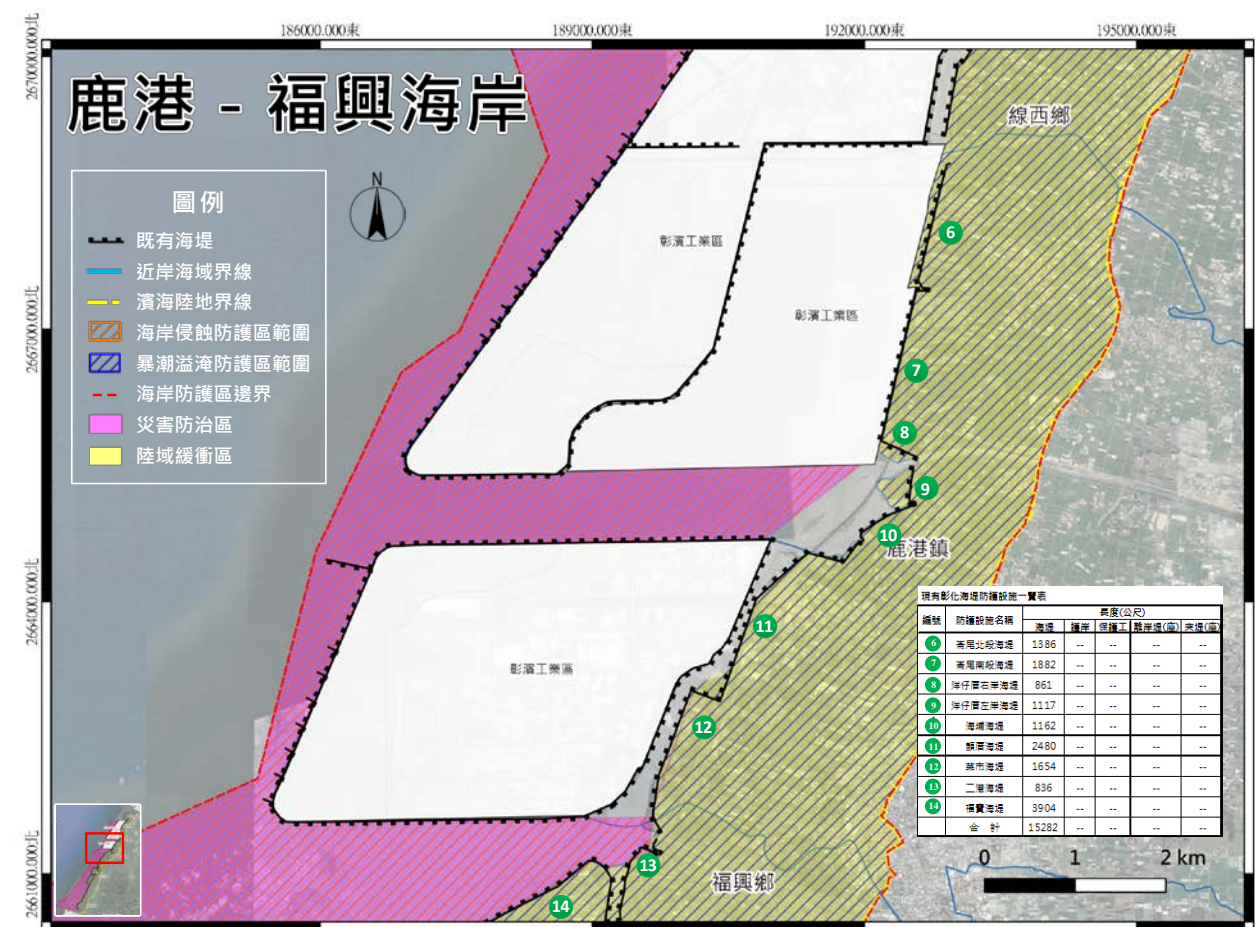 186000.000東 189000.000東 192000.000東 195000.000東
2670000.000北
2667000.000北
2664000.000北
2661000.000北
鹿港 - 福興海岸
N
圖例
既有海堤
近岸海域界線
濱海陸地界線
海岸侵蝕防護區範圍
暴潮溢淹防護區範圍
海岸防護區邊界
災害防治區
陸域緩衝區
線西鄉
彰濱工業區
6
彰濱工業區
7
8
9
10
鹿港鎮
11
彰濱工業區
12
13
福興鄉
14
現有彰化海堤防護設施一覽表
編號 防護設施名稱 長度(公尺)
海堤 護岸 保護工 離岸堤(座) 突堤(座)
6 崙尾北段海堤 1386 -- -- -- --
7 崙尾南段海堤 1882 -- -- -- --
8 洋仔厝右岸海堤 861 -- -- -- --
9 洋仔厝左岸海堤 1117 -- -- -- --
10 海埔海堤 1162 -- -- -- --
11 顏厝海堤 2480 -- -- -- --
12 菜市海堤 1654 -- -- -- --
13 二港海堤 836 -- -- -- --
14 福寶海堤 3904 -- -- -- --
合 計 15282 -- -- -- --
0 1 2 km